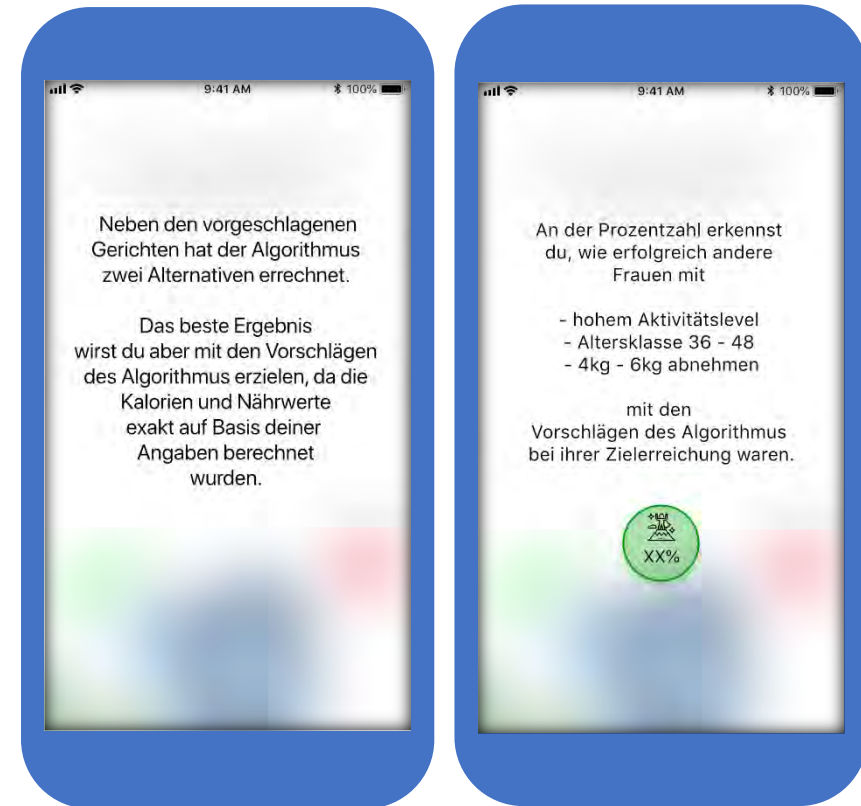 9:41 AM
100%
Neben den vorgeschlagenen
Gerichten hat der Algorithmus
zwei Alternativen errechnet.
Das beste Ergebnis
wirst du aber mit den Vorschlägen
des Algorithmus erzielen, da die
Kalorien und Nährwerte
exakt auf Basis deiner
Angaben berechnet
wurden.
9:41 AM
100%
An der Prozentzahl erkennst
du, wie erfolgreich andere
Frauen mit
- hohem Aktivitätslevel
- Altersklasse 36 - 48
- 4kg - 6kg abnehmen
mit den
Vorschlägen des Algorithmus
bei ihrer Zielerreichung waren.
XX%